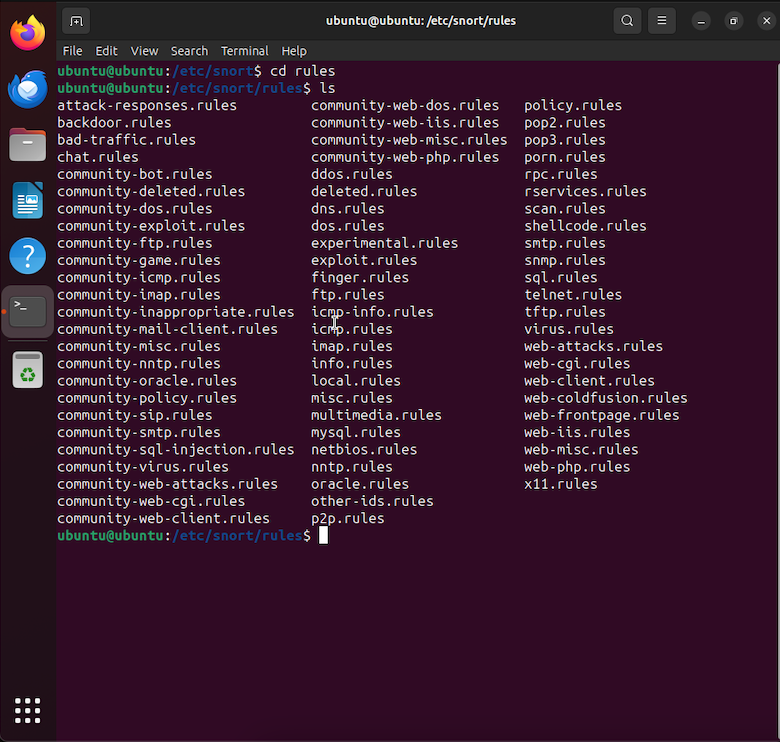 ubuntu@ubuntu: /etc/snort/rules
File Edit View Search Terminal Help
ubuntu@ubuntu:/etc/snort$ cd rules
ubuntu@ubuntu:/etc/snort/rules$ ls
attack-responses.rules community-web-dos.rules policy.rules
backdoor.rules community-web-iis.rules pop2.rules
bad-traffic.rules community-web-misc.rules pop3.rules
chat.rules community-web-php.rules porn.rules
community-bot.rules ddos.rules rpc.rules
community-deleted.rules deleted.rules rservices.rules
community-dos.rules dns.rules scan.rules
community-exploit.rules dos.rules shellcode.rules
community-ftp.rules experimental.rules smtp.rules
community-game.rules exploit.rules snmp.rules
community-icmp.rules finger.rules sql.rules
community-imap.rules ftp.rules telnet.rules
community-inappropriate.rules icmp-info.rules tftp.rules
community-mail-client.rules icmp.rules virus.rules
community-misc.rules imap.rules web-attacks.rules
community-nntp.rules info.rules web-cgi.rules
community-oracle.rules local.rules web-client.rules
community-policy.rules misc.rules web-coldfusion.rules
community-sip.rules multimedia.rules web-frontpage.rules
community-smtp.rules mysql.rules web-iis.rules
community-sql-injection.rules netbios.rules web-misc.rules
community-virus.rules nntp.rules web-php.rules
community-web-attacks.rules oracle.rules x11.rules
community-web-cgi.rules other-ids.rules
community-web-client.rules p2p.rules
ubuntu@ubuntu:/etc/snort/rules$